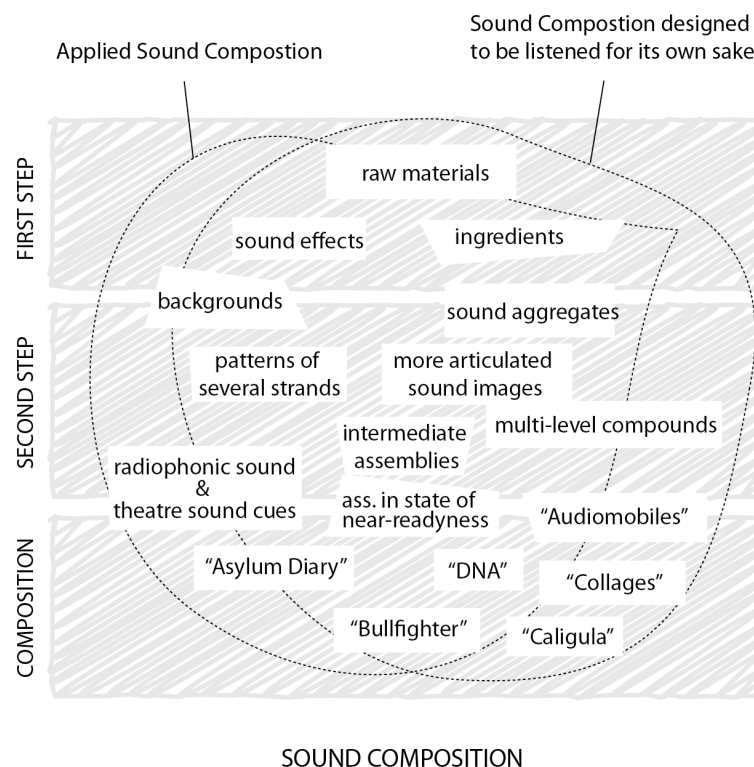 Sound Compostion designed
to be listened for its own sake
Applied Sound Compostion
FIRST STEP
raw materials
sound effects
ingredients
backgrounds
sound aggregates
SECOND STEP
patterns of
several strands
more articulated
sound images
multi-level compounds
intermediate
assemblies
radiophonic sound
&
theatre sound cues
ass. in state of
near-readyness
“Audiomobiles”
COMPOSITION
“Asylum Diary”
“DNA”
“Collages”
“Bullfighter”
“Caligula”
SOUND COMPOSITION